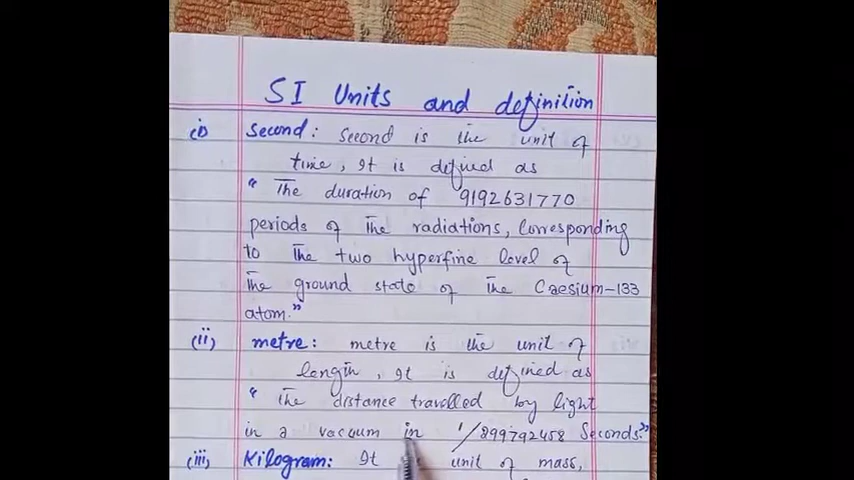 SI Units and definition
(i) Second: Second is the unit of
time, It is defined as
" The duration of 9192631770
periods of the radiations, Corresponding
to the two hyperfine level of
the ground state of the Caesium-133
atom."
(ii) metre: metre is the unit of
length, It is defined as
" The distance travelled by light
in a vacuum in 1/899792458 Seconds."
(iii) Kilogram: It unit of mass,